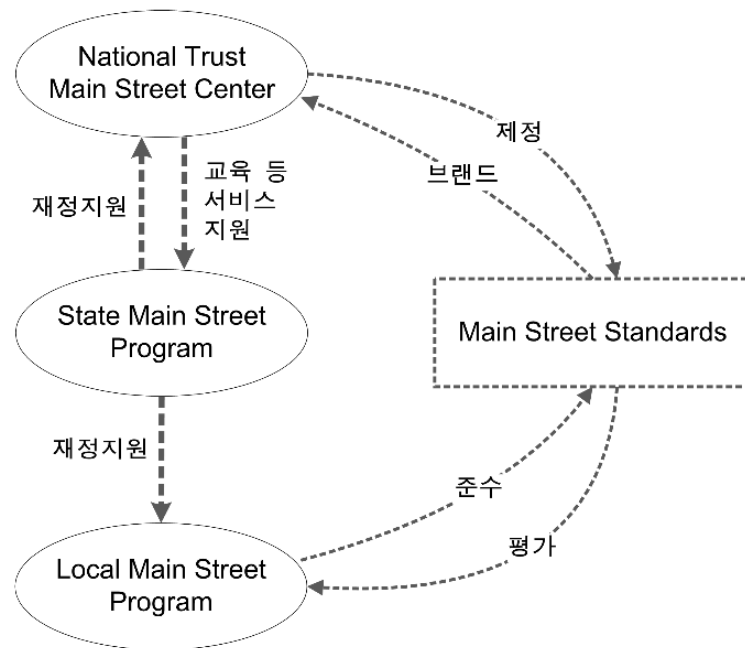 National Trust
Main Street Center
제정
브랜드
재정지원
교육 등
서비스
지원
State Main Street
Program
Main Street Standards
재정지원
준수
평가
Local Main Street
Program